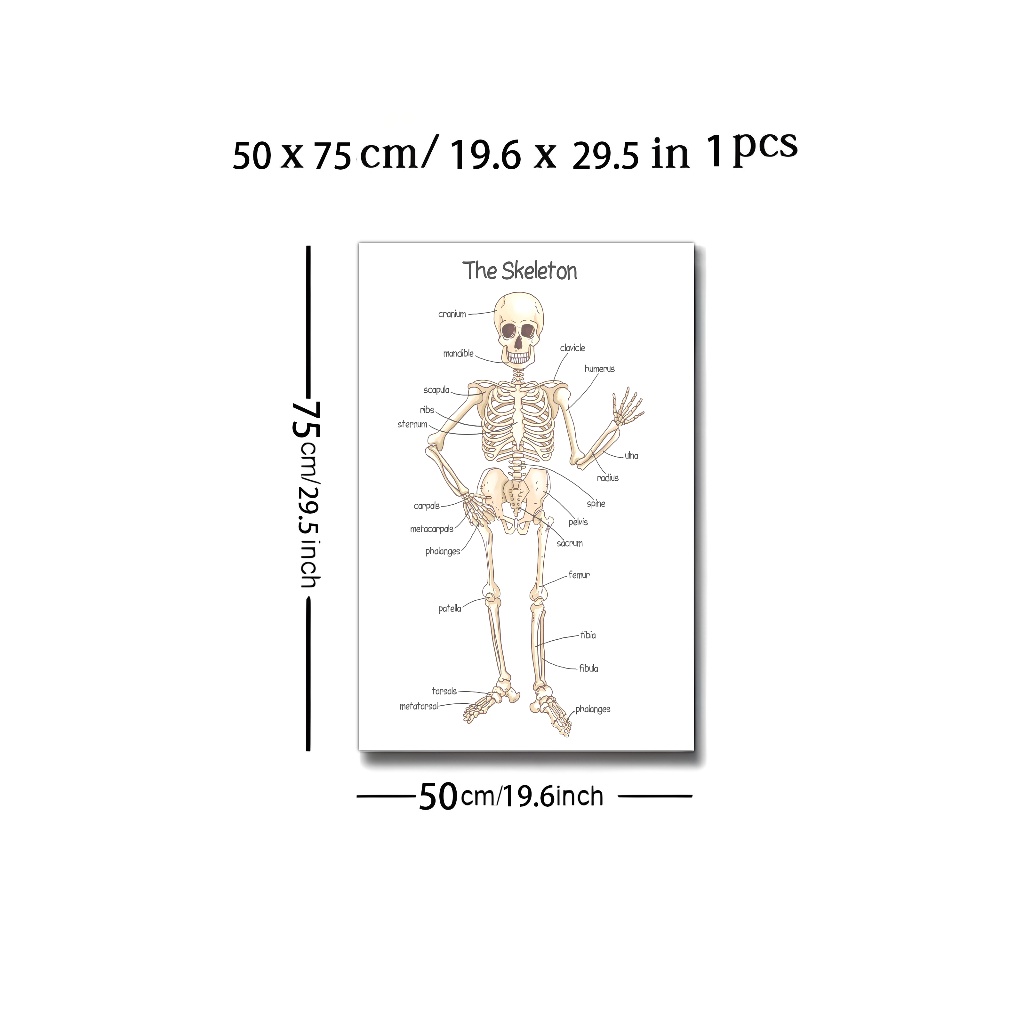 50 x 75 cm/ 19.6 x 29.5 in 1 pcs
The Skeleton
cranium
mandible
clavicle
humerus
scapula
ribs
sternum
ulna
radius
spine
carpals
pelvis
metacarpals
sacrum
phalanges
femur
patella
tibia
fibula
tarsals
metatarsal
phalanges
75cm/29.5inch
50cm/19.6inch